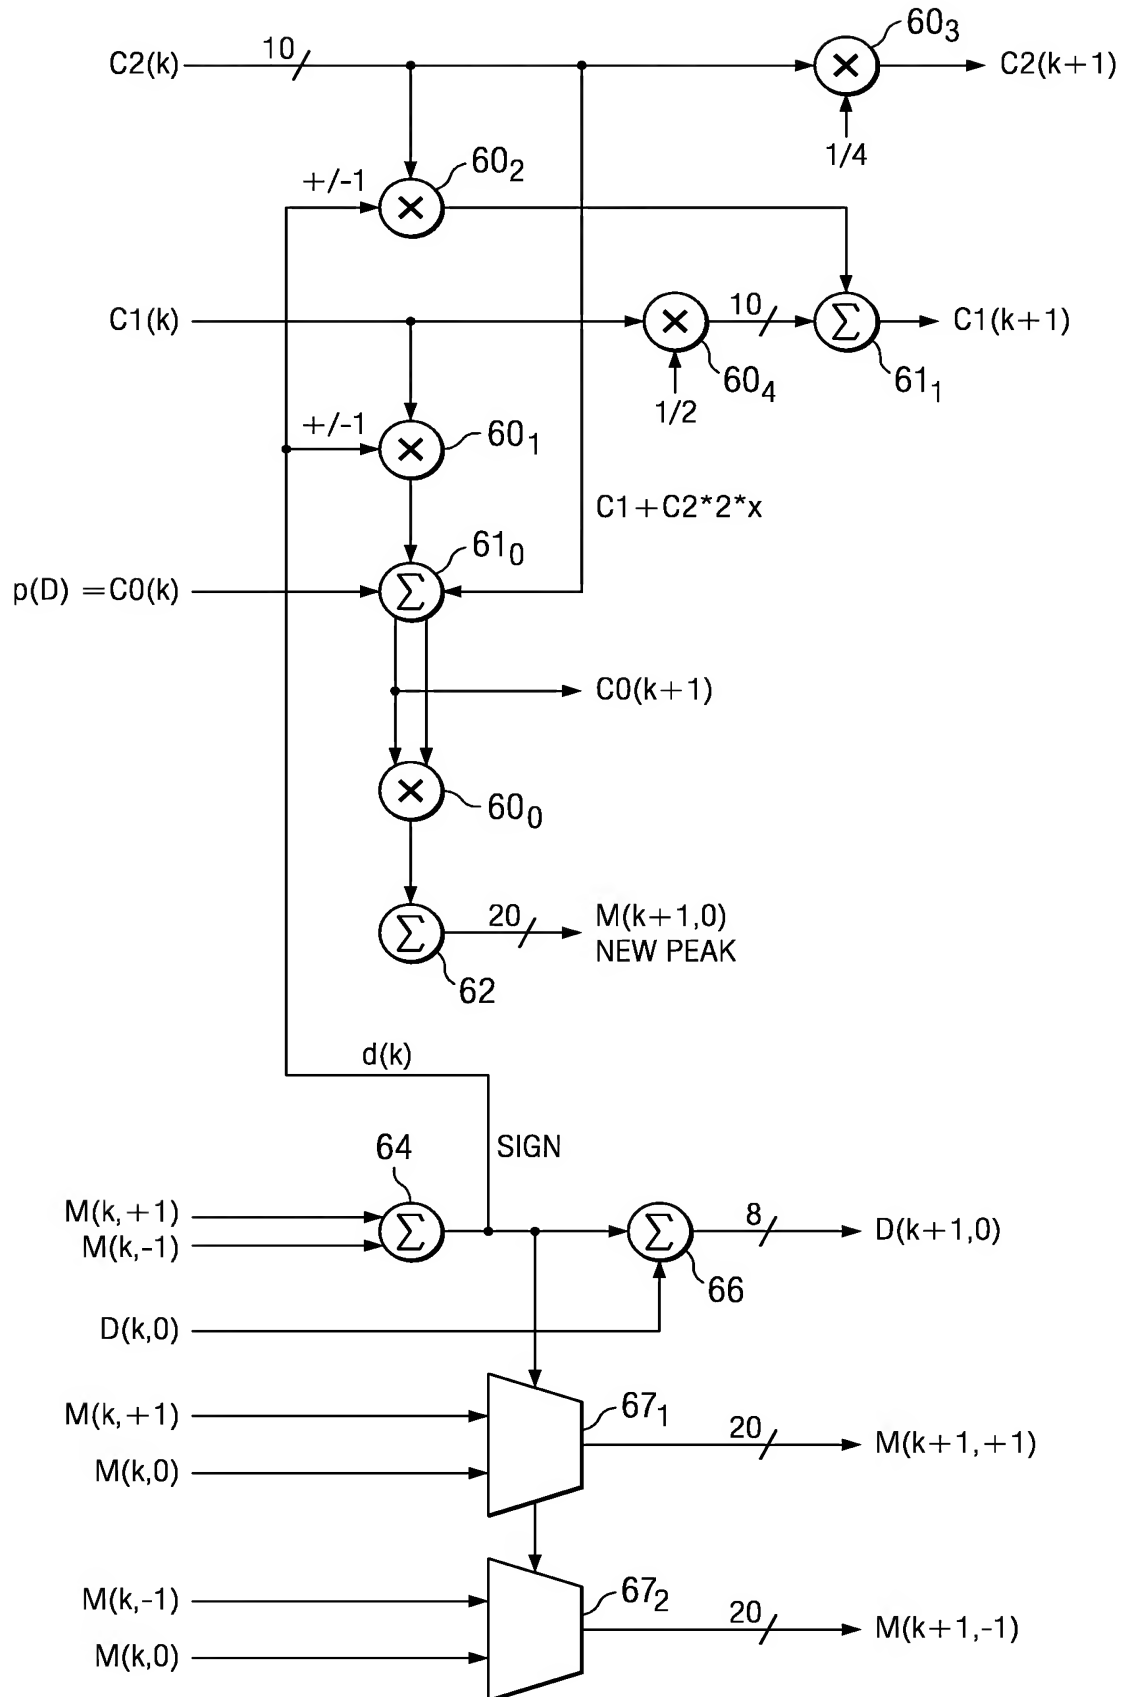 60₃
C2(k)
10
C2(k+1)
1/4
60₂
+/-1
C1(k)
10
C1(k+1)
60₄
61₁
1/2
+/-1
60₁
C1+C2*2*x
61₀
p(D) =C0(k)
C0(k+1)
60₀
20
M(k+1,0)
NEW PEAK
62
d(k)
64
SIGN
M(k,+1)
M(k,-1)
8
D(k+1,0)
66
D(k,0)
M(k,+1)
67₁
20
M(k+1,+1)
M(k,0)
M(k,-1)
67₂
20
M(k+1,-1)
M(k,0)